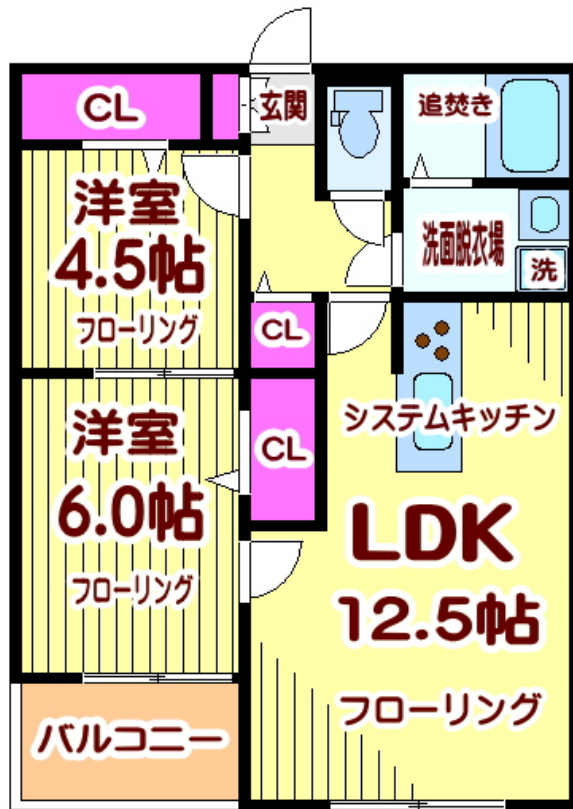 CL
玄関
追焚き
洋室
4.5帖
フローリング
洗面脱衣場
洗
CL
システムキッチン
洋室
6.0帖
フローリング
CL
LDK
12.5帖
フローリング
バルコニー